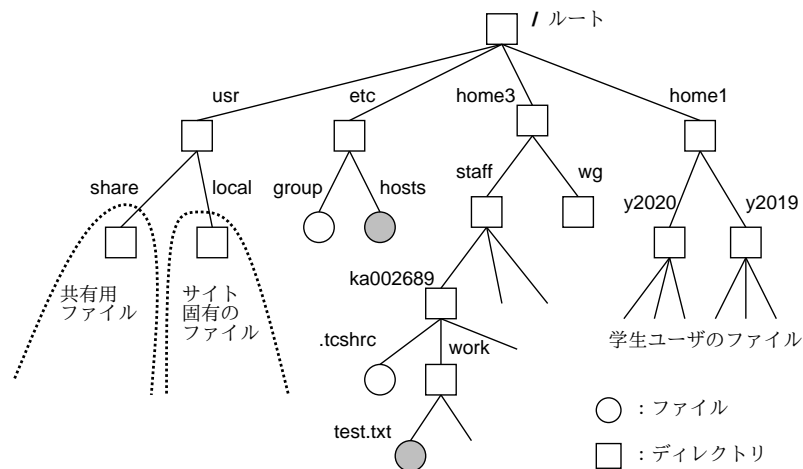 / ルート
usr
etc
home3
home1
share
local
group
hosts
staff
wg
y2020
y2019
共有用
ファイル
サイト
固有の
ファイル
ka002689
学生ユーザのファイル
.tcshrc
work
test.txt
：ファイル
：ディレクトリ